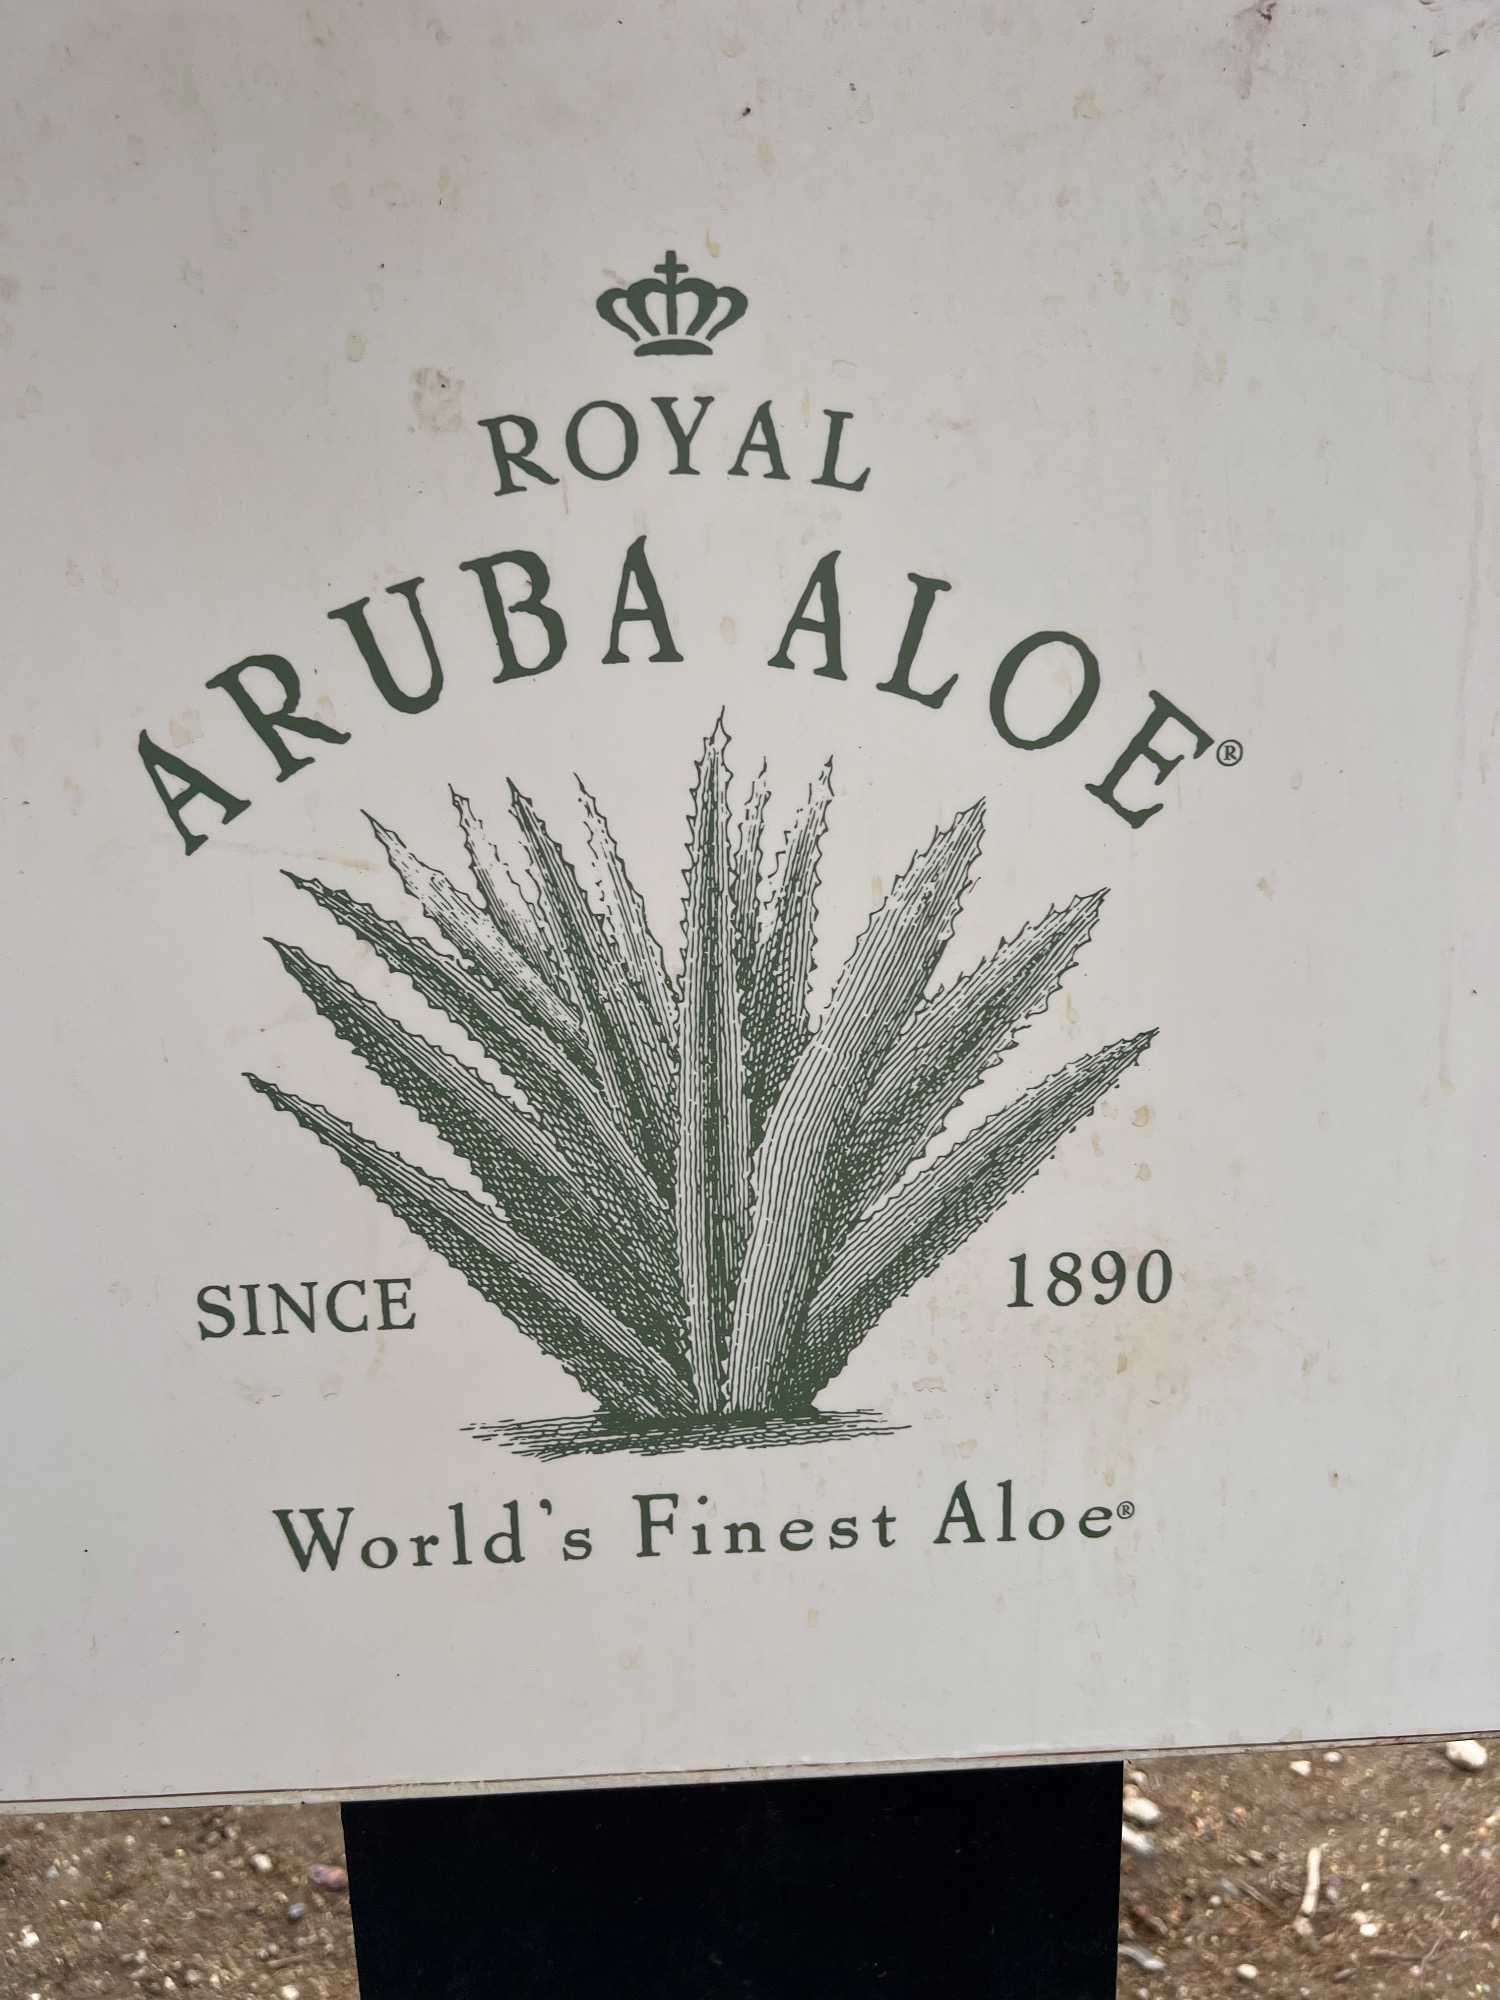 ROYAL
ARUBA ALOE®
SINCE 1890
World's Finest Aloe®